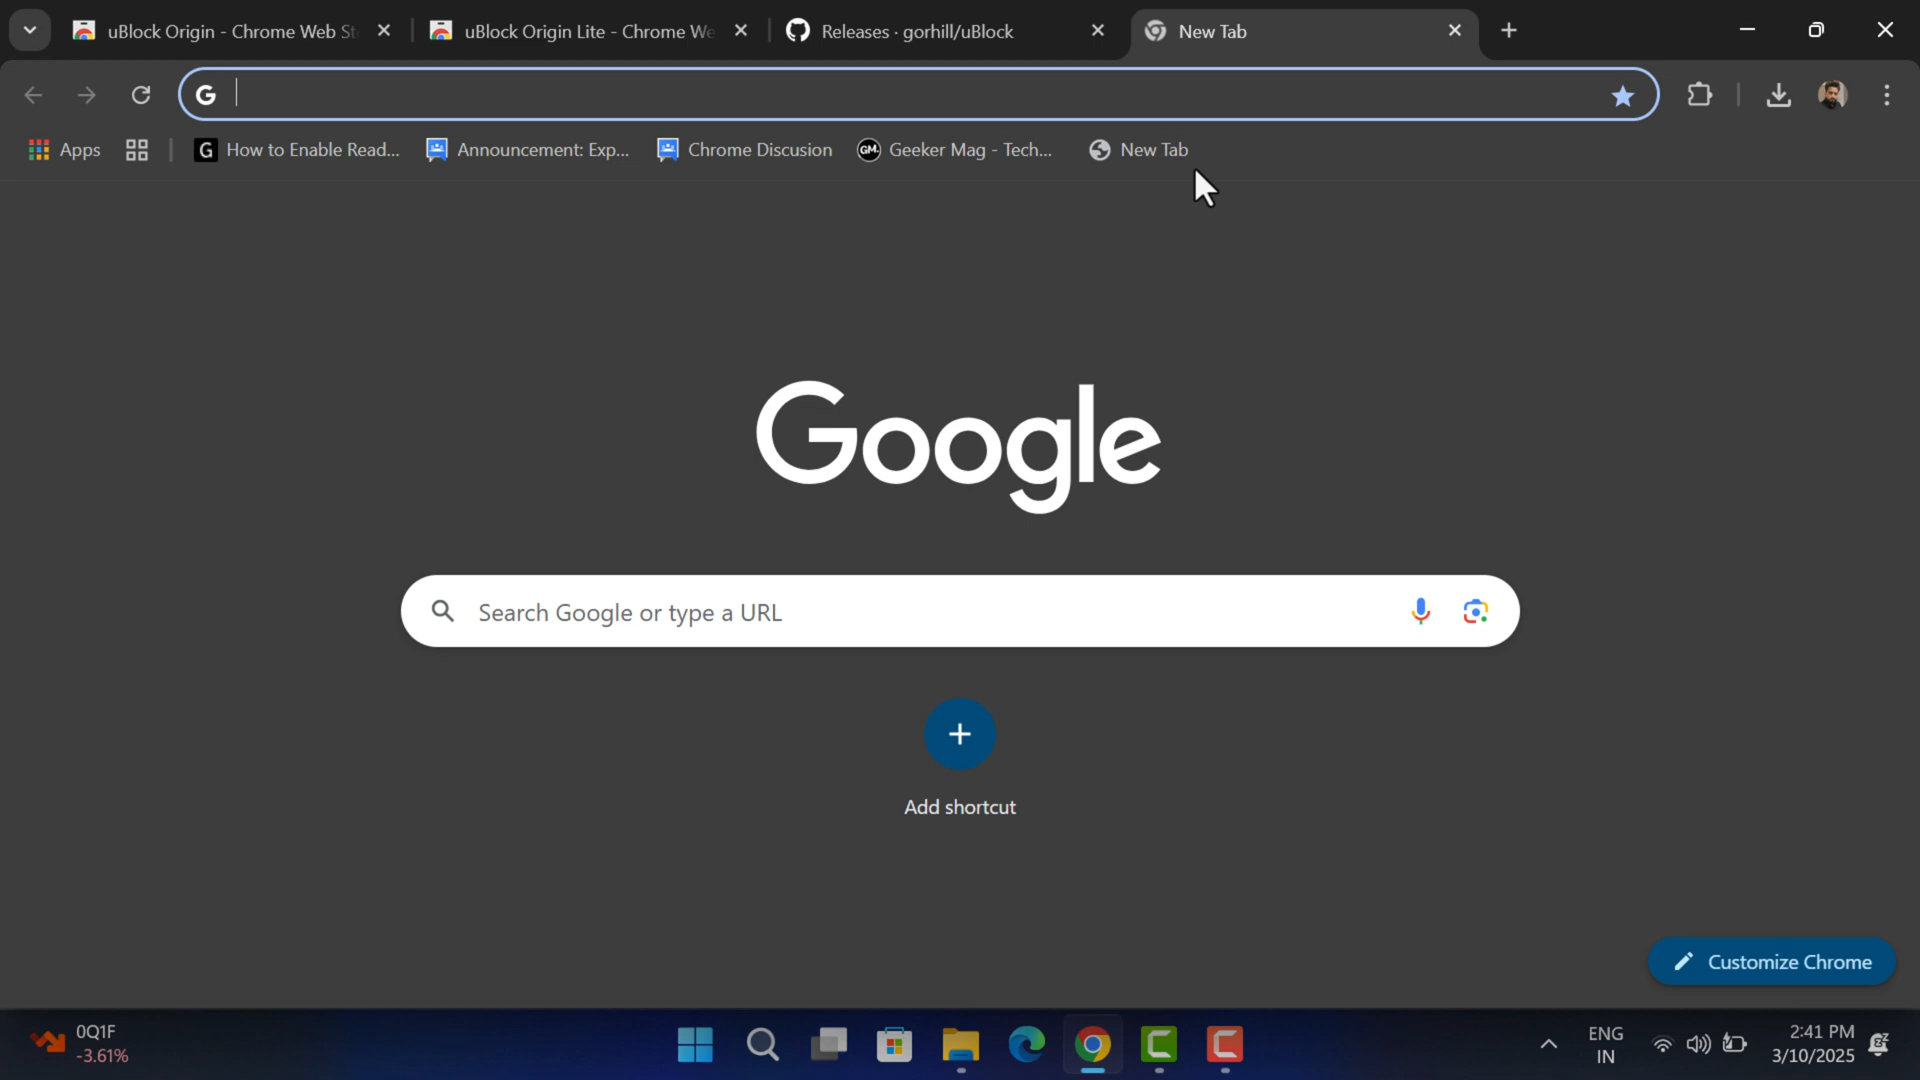 uBlock Origin - Chrome Web St
uBlock Origin Lite - Chrome We
Releases · gorhill/uBlock
New Tab
Apps
How to Enable Read...
Announcement: Exp...
Chrome Discusion
GM
Geeker Mag - Tech...
New Tab
Google
Search Google or type a URL
Add shortcut
Customize Chrome
0Q1F
-3.61%
ENG
IN
2:41 PM
3/10/2025